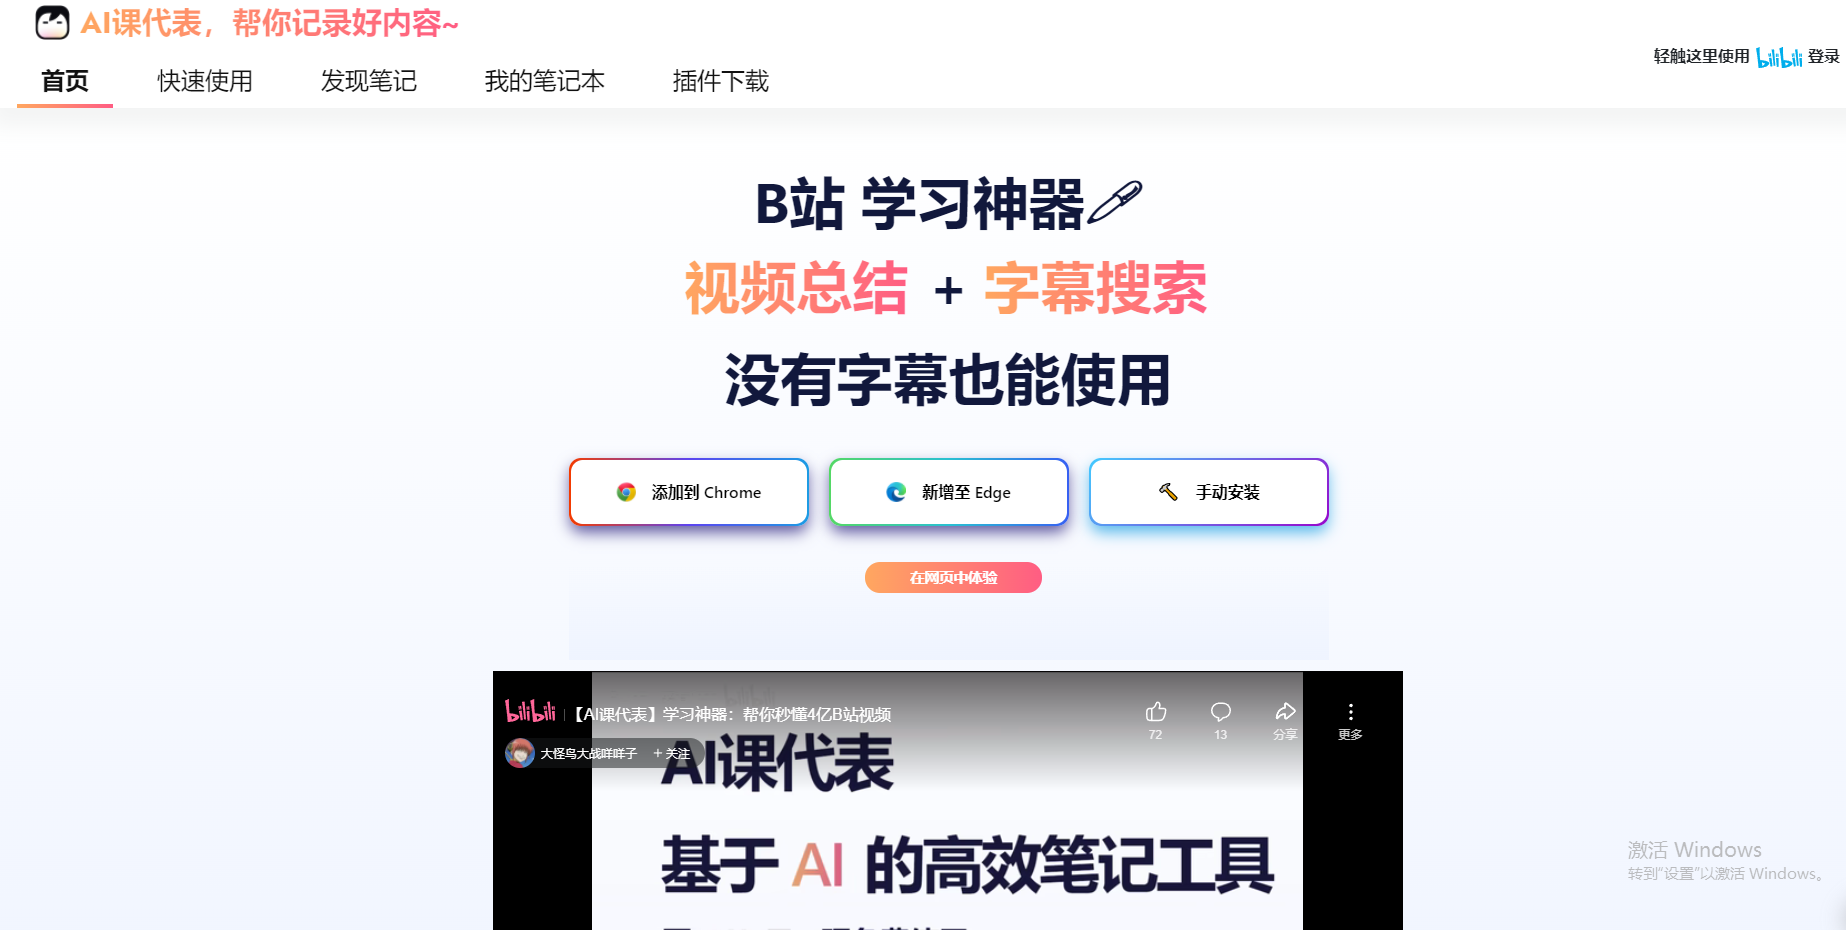 AI课代表，帮你记录好内容~
轻触这里使用 bilibili 登录
首页 快速使用 发现笔记 我的笔记本 插件下载
B站 学习神器
视频总结 + 字幕搜索
没有字幕也能使用
添加到 Chrome 新增至 Edge 手动安装
在网页中体验
bilibili 【AI课代表】学习神器：帮你秒懂4亿B站视频
72 13 分享 更多
大怪鸟大战咩咩子 + 关注
AI课代表
基于 AI 的高效笔记工具
激活 Windows
转到“设置”以激活 Windows。